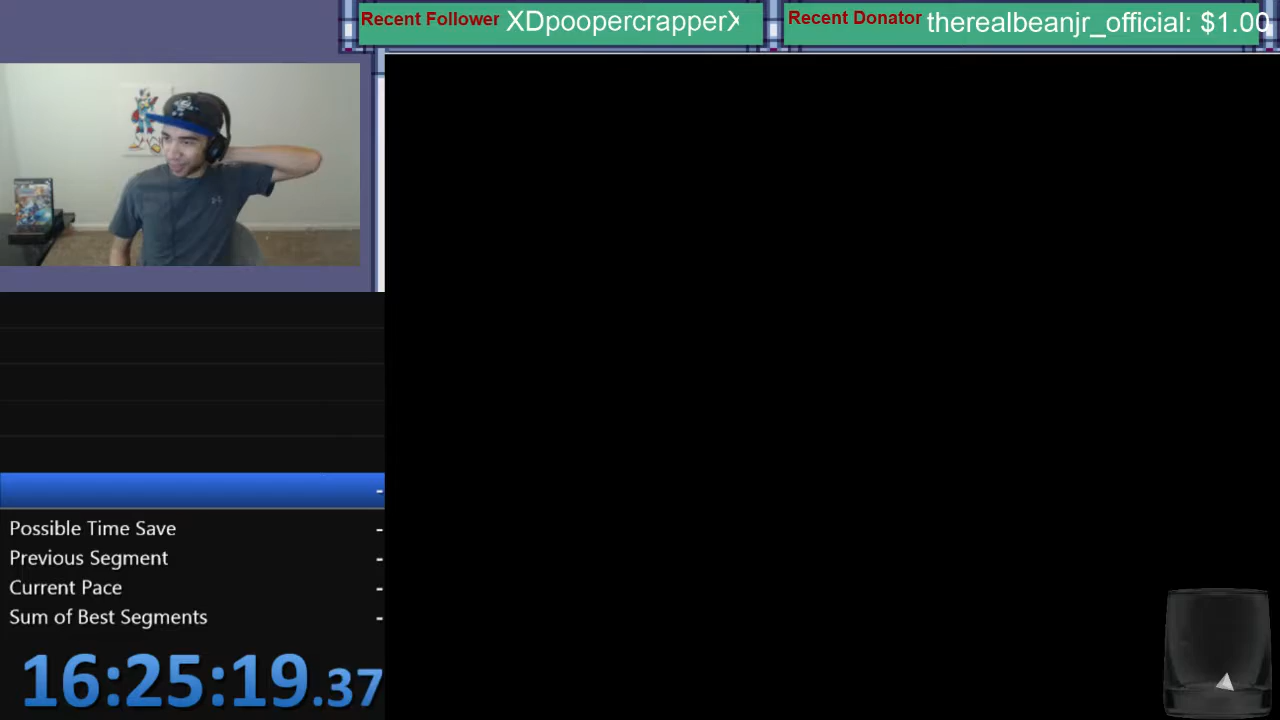 Recent Follower XDpoopercrapperX
Recent Donator therealbeanjr_official: $1.00
-
Possible Time Save -
Previous Segment -
Current Pace -
Sum of Best Segments -
16:25:19.37